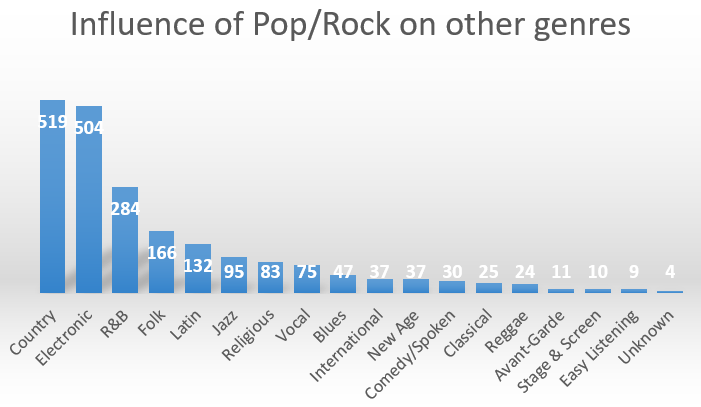 Influence of Pop/Rock on other genres
519
504
284
166
132
95
83
75
47
37
37
30
25
24
11
10
9
4
Country
Electronic
R&B
Folk
Latin
Jazz
Religious
Vocal
Blues
International
New Age
Comedy/Spoken
Classical
Reggae
Avant-Garde
Stage & Screen
Easy Listening
Unknown